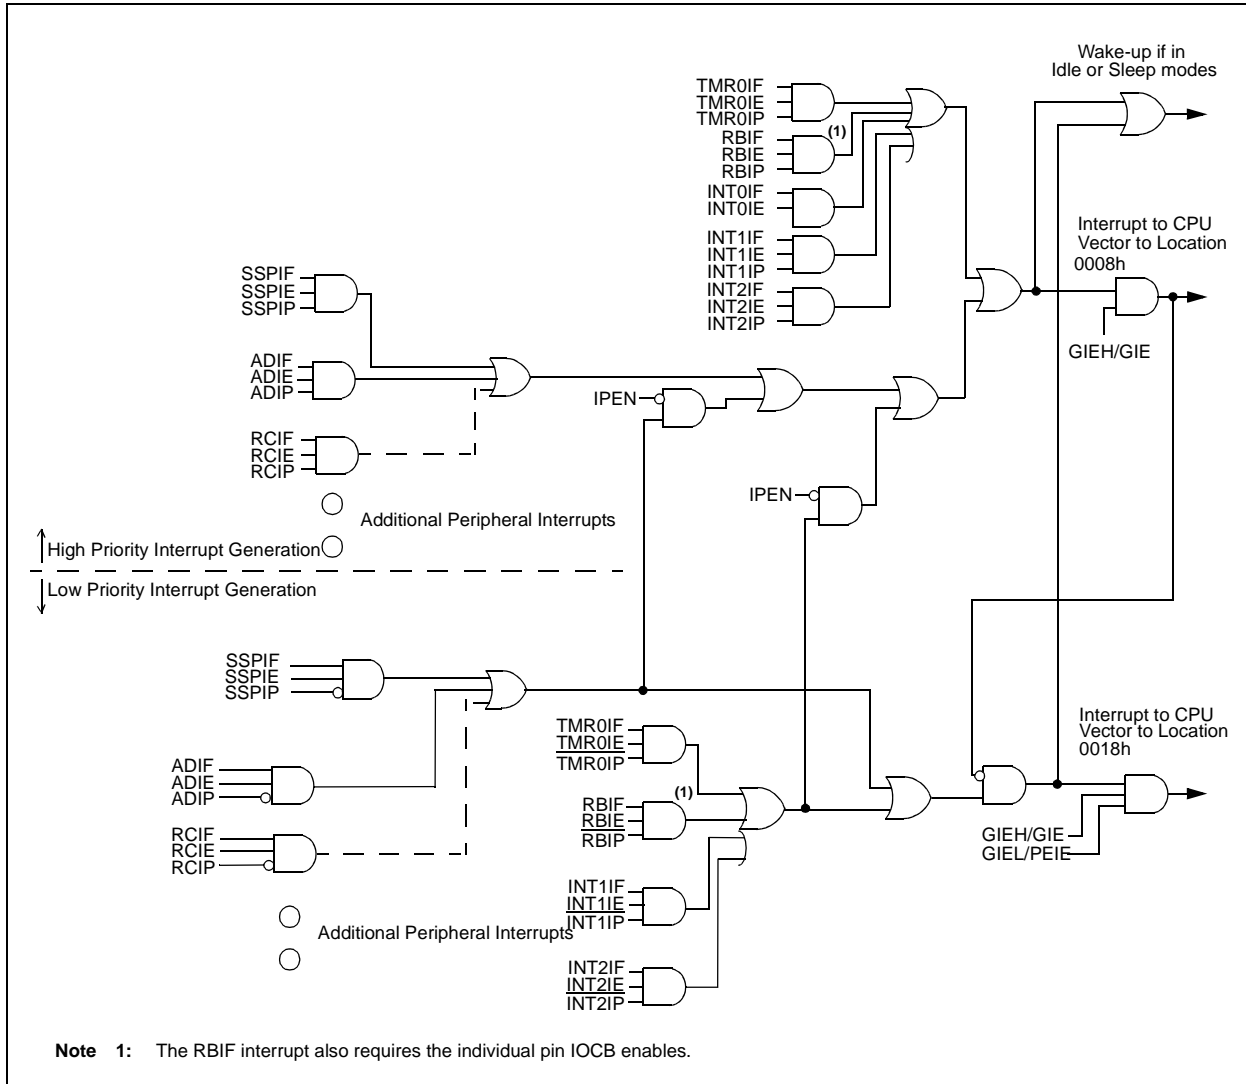 Wake-up if in
Idle or Sleep modes
TMR0IF
TMR0IE
TMR0IP
(1)
RBIF
RBIE
RBIP
INT0IF
INT0IE
INT1IF
INT1IE
INT1IP
INT2IF
INT2IE
INT2IP
Interrupt to CPU
Vector to Location
0008h
GIEH/GIE
SSPIF
SSPIE
SSPIP
ADIF
ADIE
ADIP
RCIF
RCIE
RCIP
IPEN
IPEN
Additional Peripheral Interrupts
High Priority Interrupt Generation
Low Priority Interrupt Generation
SSPIF
SSPIE
SSPIP
ADIF
ADIE
ADIP
RCIF
RCIE
RCIP
Additional Peripheral Interrupts
TMR0IF
TMR0IE
TMR0IP
(1)
RBIF
RBIE
RBIP
INT1IF
INT1IE
INT1IP
INT2IF
INT2IE
INT2IP
Interrupt to CPU
Vector to Location
0018h
GIEH/GIE
GIEL/PEIE
Note 1: The RBIF interrupt also requires the individual pin IOCB enables.